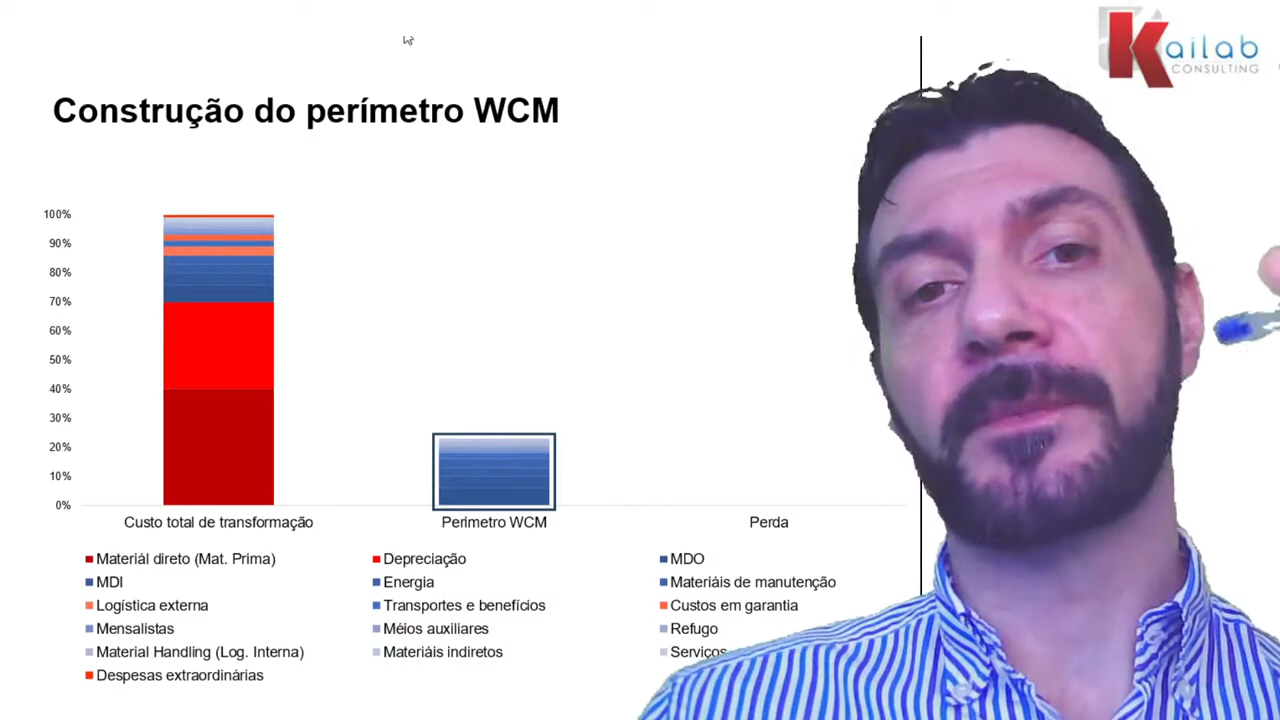 Kailab
CONSULTING
Construção do perímetro WCM
100%
90%
80%
70%
60%
50%
40%
30%
20%
10%
0%
Custo total de transformação
Perimetro WCM
Perda
Materiál direto (Mat. Prima)
Depreciação
MDO
MDI
Energia
Materiáis de manutenção
Logística externa
Transportes e benefícios
Custos em garantia
Mensalistas
Méios auxiliares
Refugo
Material Handling (Log. Interna)
Materiáis indiretos
Serviços
Despesas extraordinárias